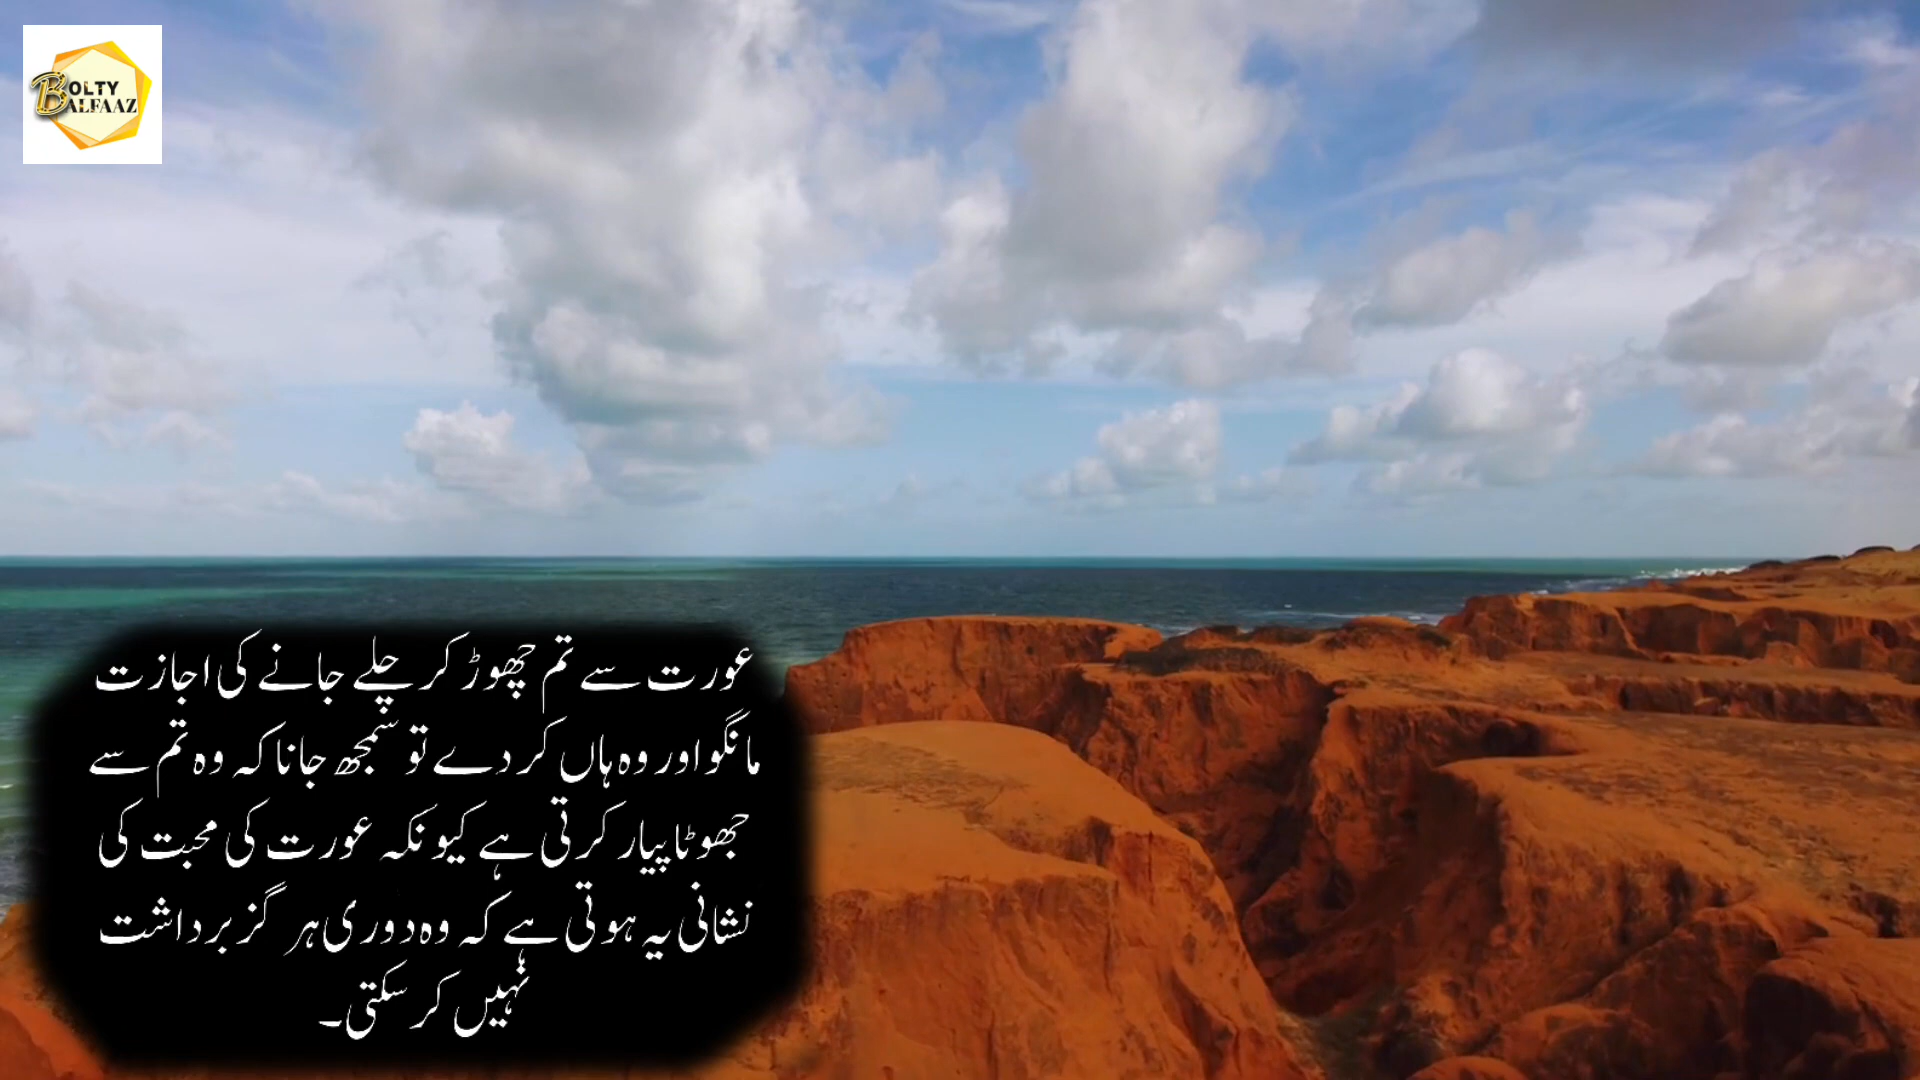 BOLTY
ALFAAZ
عورت سے تم چھوڑ کر چلے جانے کی اجازت
مانگو اور وہ ہاں کر دے تو سمجھ جانا کہ وہ تم سے
جھوٹا پیار کرتی ہے کیونکہ عورت کی محبت کی
نشانی یہ ہوتی ہے کہ وہ دوری ہر گز برداشت
نہیں کر سکتی۔